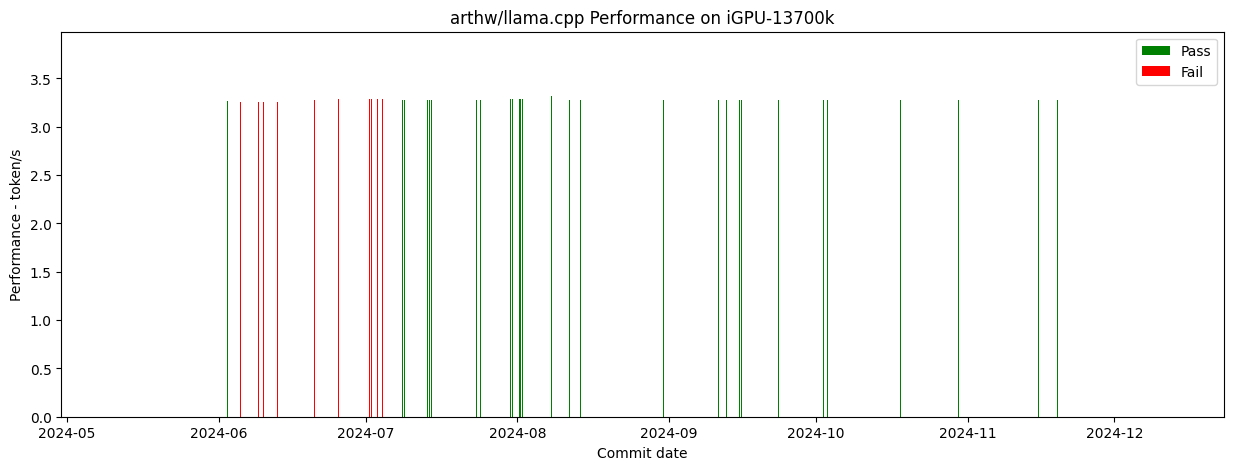 arthw/llama.cpp Performance on iGPU-13700k
Pass
Fail
Performance - token/s
3.5
3.0
2.5
2.0
1.5
1.0
0.5
0.0
2024-05 2024-06 2024-07 2024-08 2024-09 2024-10 2024-11 2024-12
Commit date